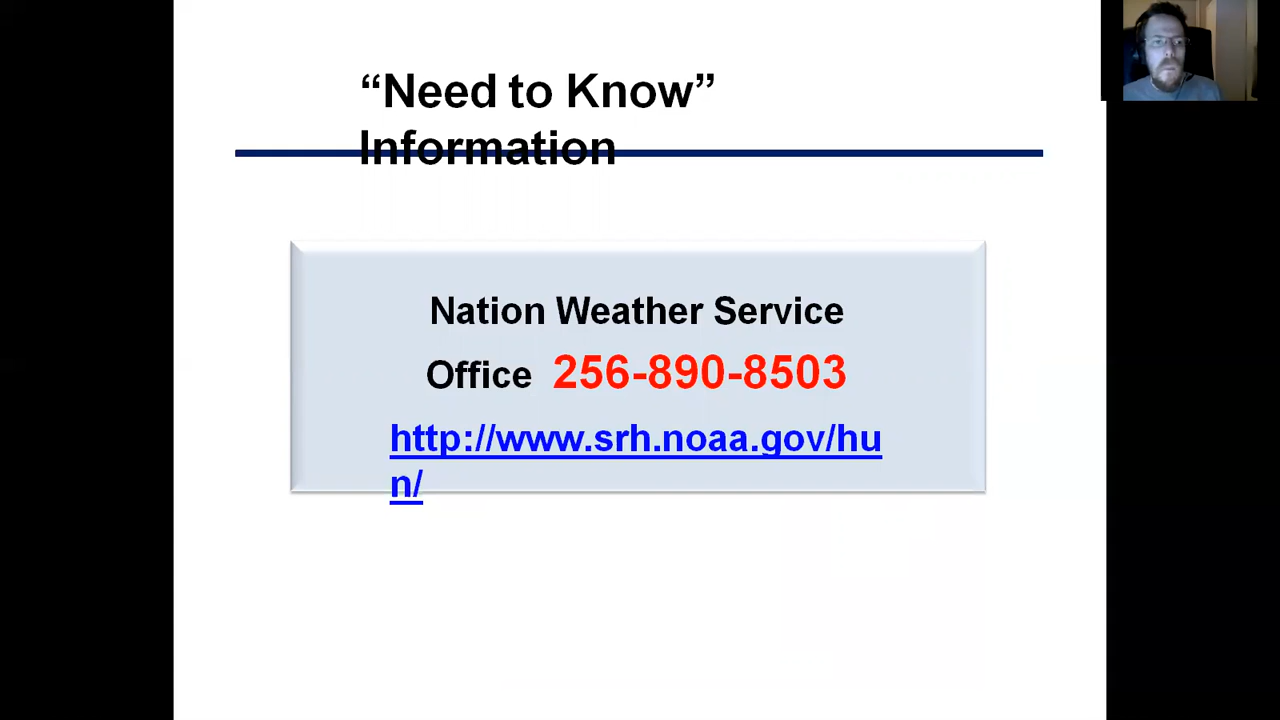 “Need to Know”
Information
Nation Weather Service
Office 256-890-8503
http://www.srh.noaa.gov/hu
n/